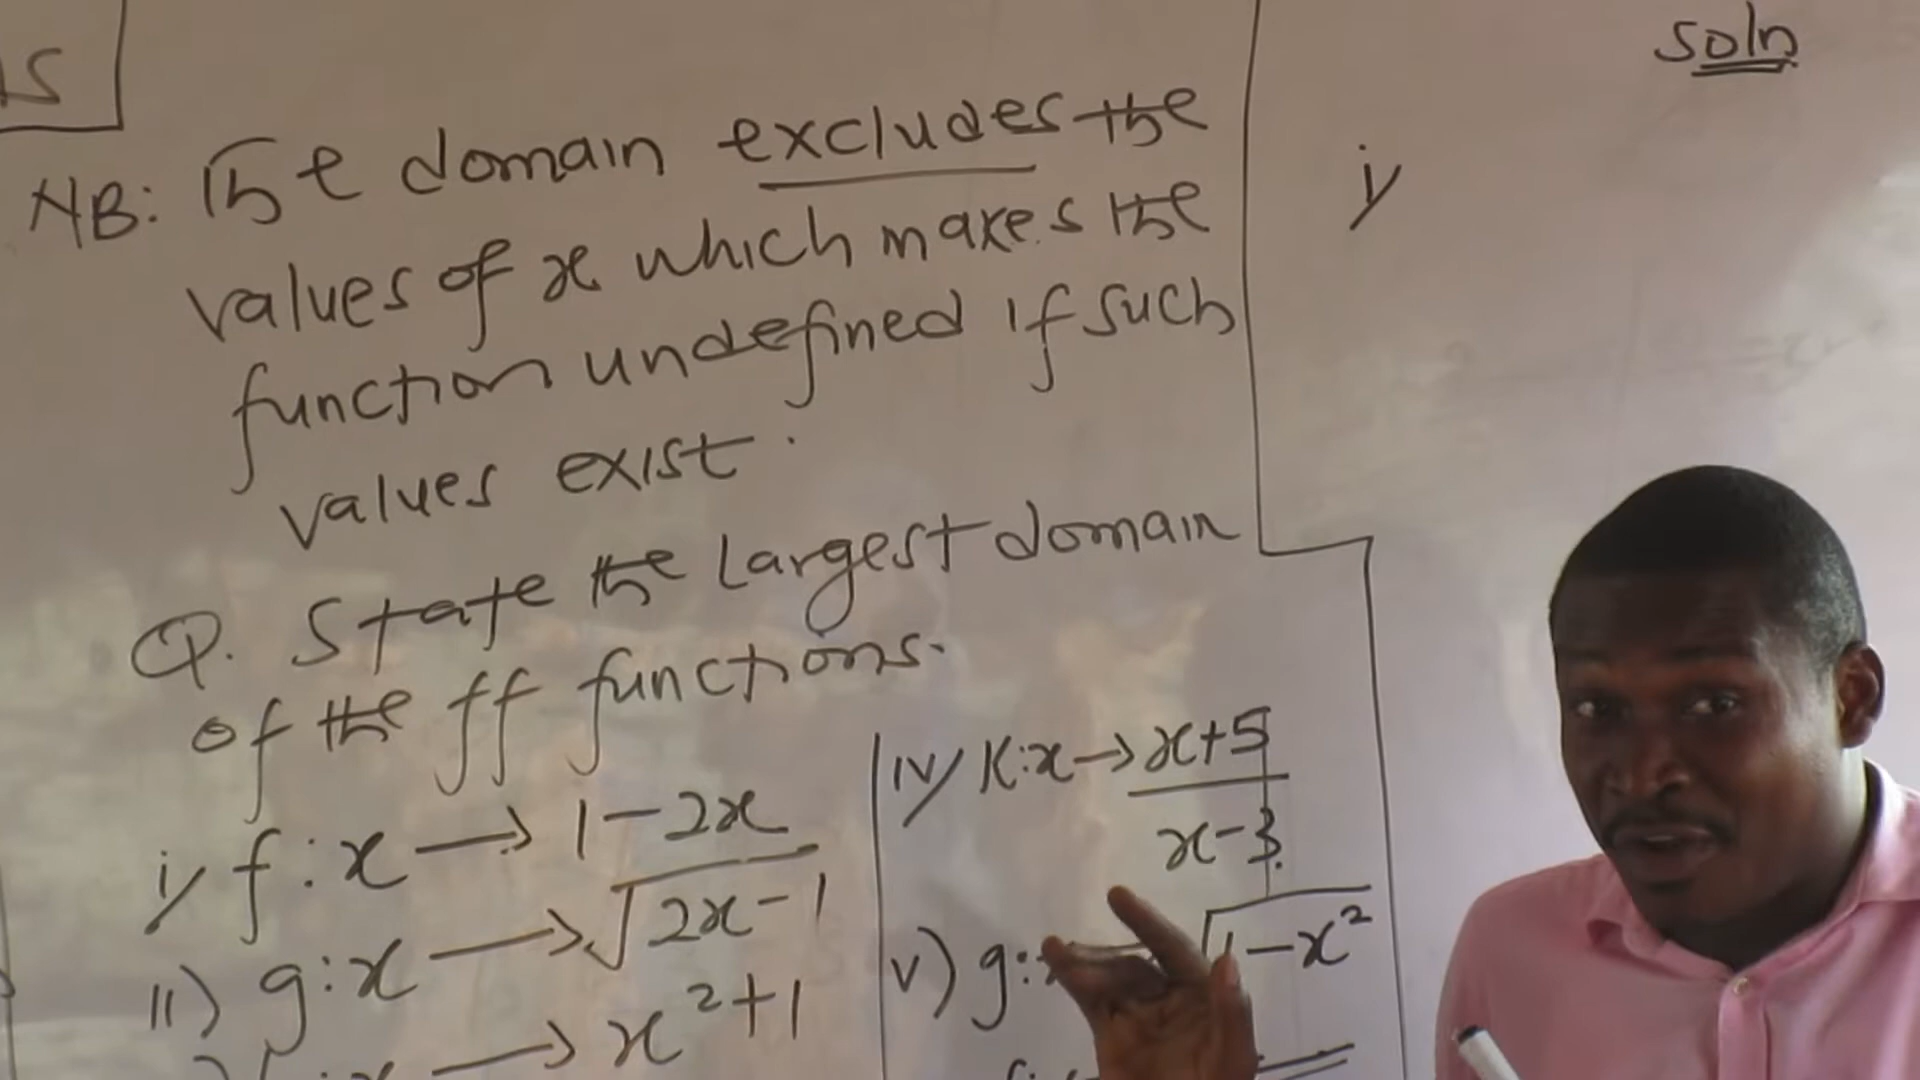 NB: The domain excludes the
values of x which makes the
function undefined if such
values exist.
Q. State the largest domain
of the ff functions.
i/ f:x → 1-2x
ii) g:x → √2x-1
x → x²+1
iv/ K:x → x+5
x-3
v) g: √1-x²
soln
i/